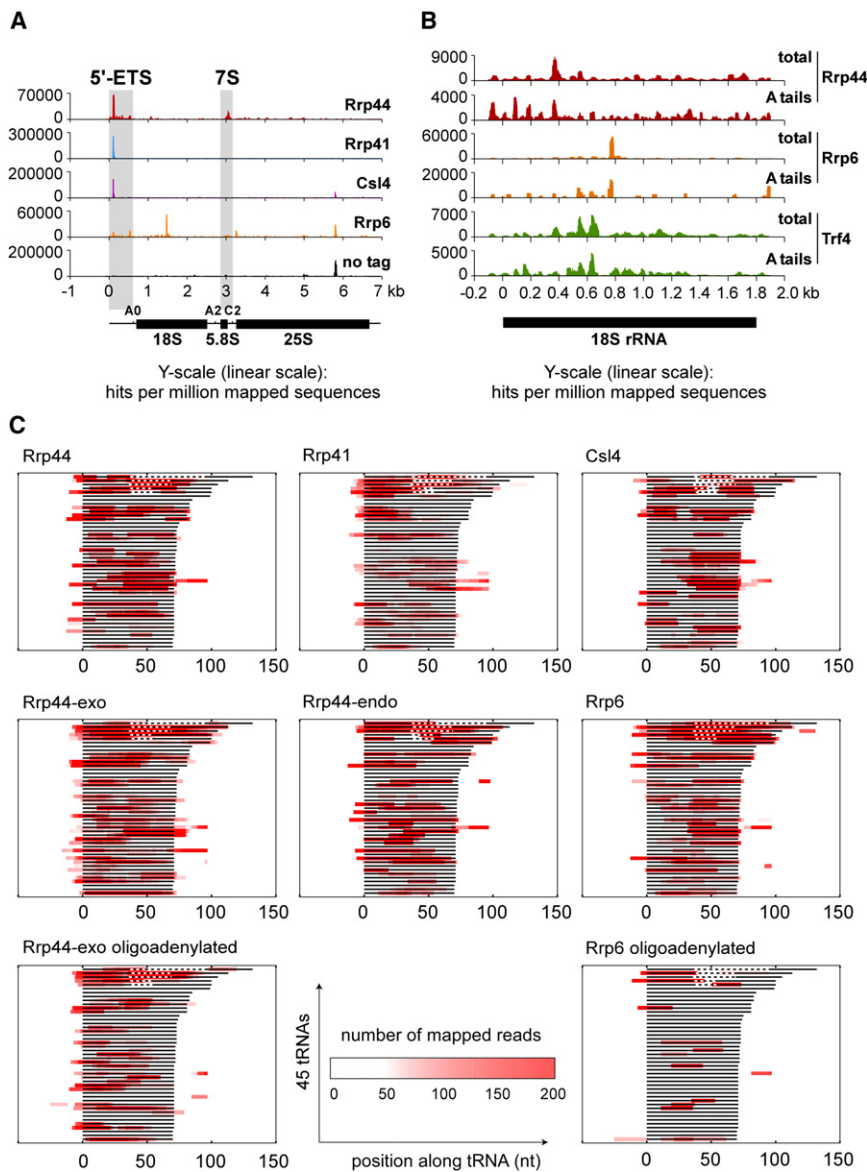 A
5'-ETS 7S
70000
0
Rrp44
300000
0
Rrp41
200000
0
Csl4
60000
0
Rrp6
200000
0
no tag
-1 0 1 2 3 4 5 6 7 kb
A0 A2 C2
18S 5.8S 25S
Y-scale (linear scale):
hits per million mapped sequences
B
9000
0
total
4000
0
A tails
Rrp44
60000
0
total
20000
0
A tails
Rrp6
7000
0
total
5000
0
A tails
Trf4
-0.2 0 0.2 0.4 0.6 0.8 1.0 1.2 1.4 1.6 1.8 2.0 kb
18S rRNA
Y-scale (linear scale):
hits per million mapped sequences
C
Rrp44
0 50 100 150
Rrp41
0 50 100 150
Csl4
0 50 100 150
Rrp44-exo
0 50 100 150
Rrp44-endo
0 50 100 150
Rrp6
0 50 100 150
Rrp44-exo oligoadenylated
0 50 100 150
45 tRNAs
number of mapped reads
0 50 100 150 200
position along tRNA (nt)
Rrp6 oligoadenylated
0 50 100 150